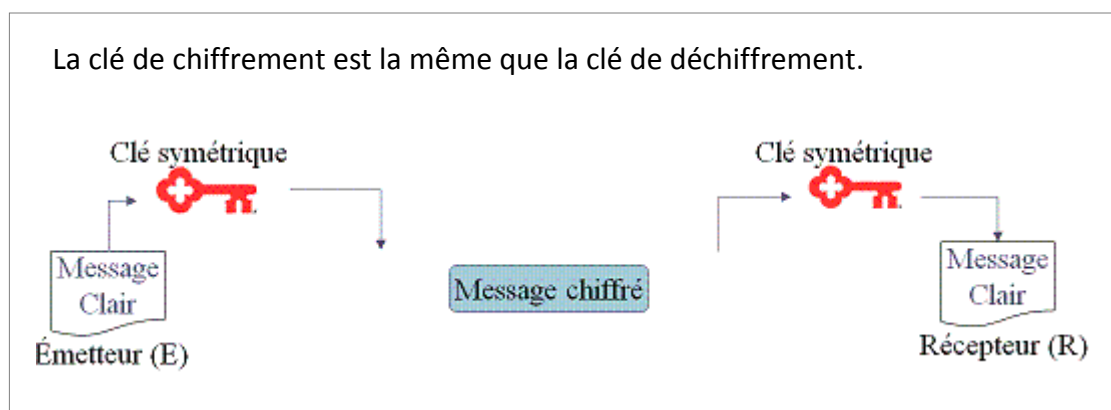 La clé de chiffrement est la même que la clé de déchiffrement.
Clé symétrique
Clé symétrique
Message
Clair
Émetteur (E)
Message chiffré
Message
Clair
Récepteur (R)